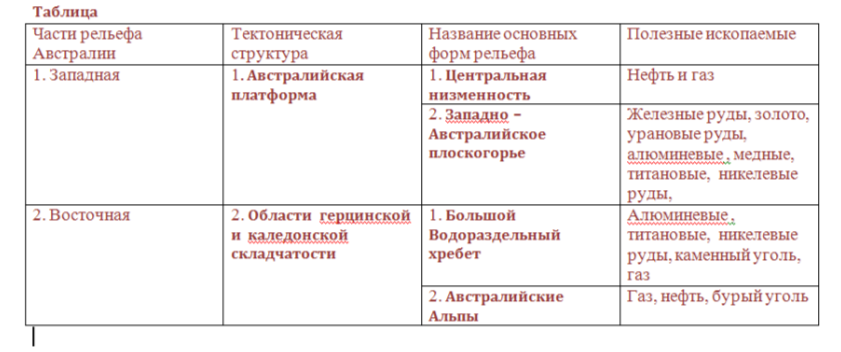 Таблица
Части рельефа
Австралии
Тектоническая
структура
Название основных
форм рельефа
Полезные ископаемые
1. Западная
1. Австралийская
платформа
1. Центральная
низменность
Нефть и газ
2. Западно –
Австралийское
плоскогорье
Железные руды, золото,
урановые руды,
алюминевые , медные,
титановые, никелевые
руды,
2. Восточная
2. Области герцинской
и каледонской
складчатости
1. Большой
Водораздельный
хребет
Алюминевые ,
титановые, никелевые
руды, каменный уголь,
газ
2. Австралийские
Альпы
Газ, нефть, бурый уголь